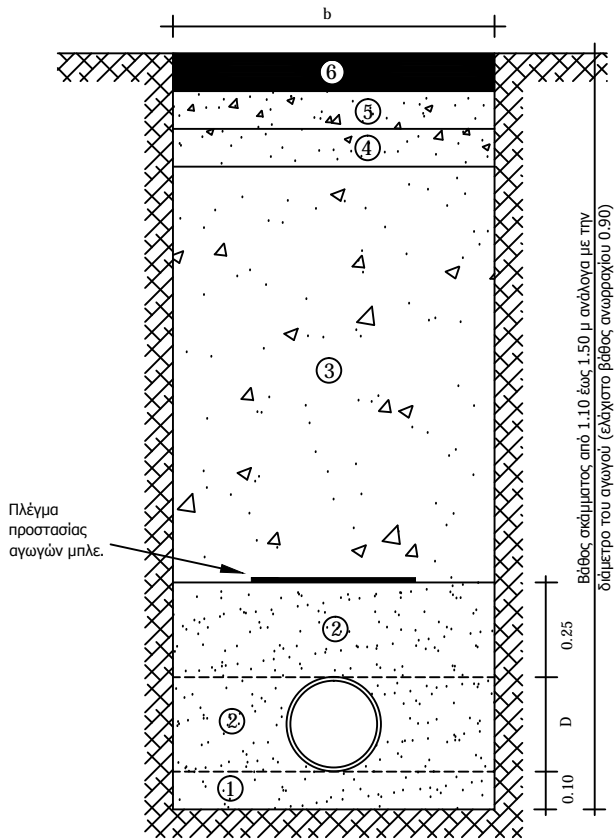 b
6
5
4
3
Πλέγμα
προστασίας
αγωγών μπλε.
2
2
1
0.25
D
0.10
Βάθος σκάμματος από 1.10 έως 1.50 μ ανάλογα με την
διάμετρο του αγωγού (ελάχιστο βάθος ανωρραχίου 0.90)